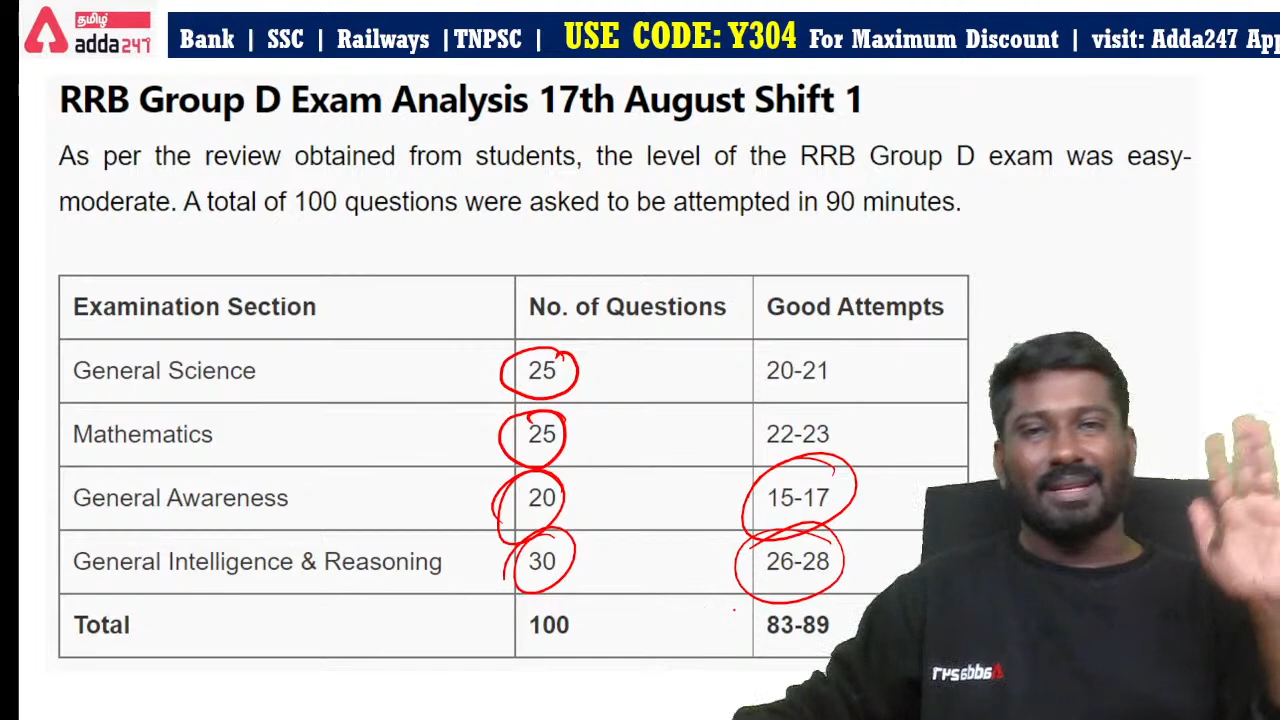 தமிழ்
adda247
Bank | SSC | Railways |TNPSC | USE CODE: Y304 For Maximum Discount | visit: Adda247 App
RRB Group D Exam Analysis 17th August Shift 1
As per the review obtained from students, the level of the RRB Group D exam was easy-
moderate. A total of 100 questions were asked to be attempted in 90 minutes.
Examination Section No. of Questions Good Attempts
General Science 25 20-21
Mathematics 25 22-23
General Awareness 20 15-17
General Intelligence & Reasoning 30 26-28
Total 100 83-89